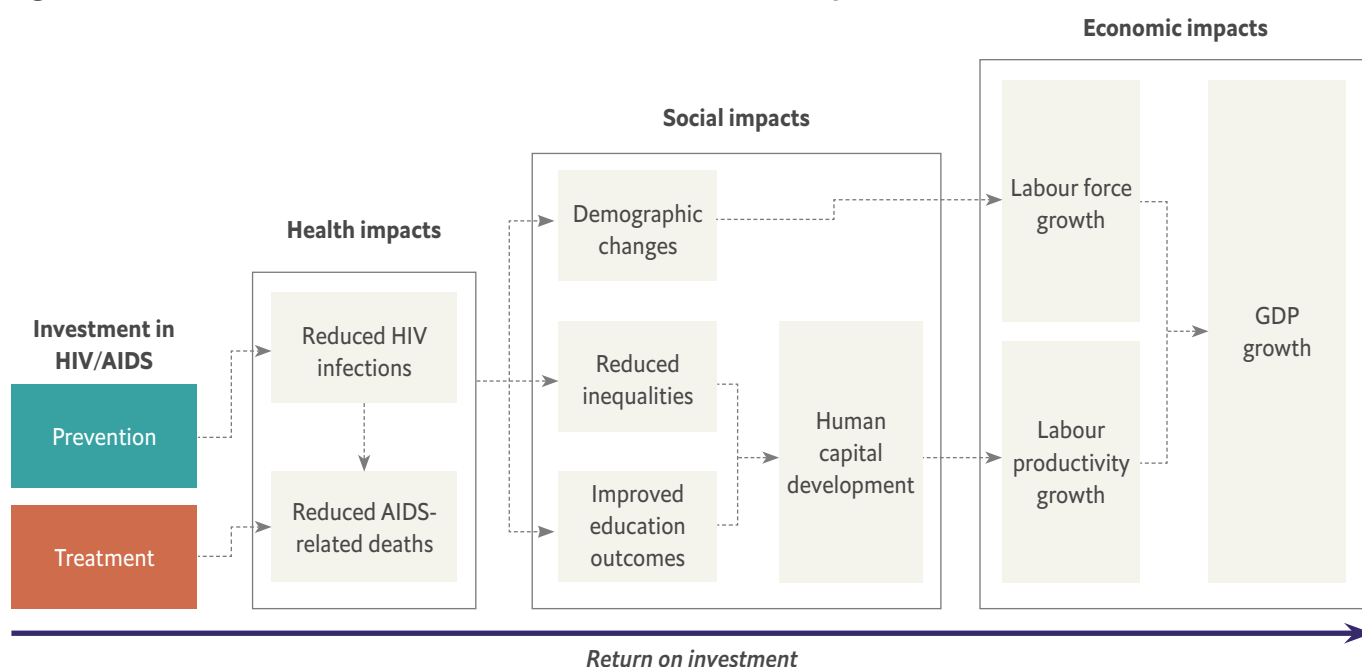 Economic impacts
Social impacts
Health impacts
Investment in
HIV/AIDS
Prevention
Treatment
Reduced HIV
infections
Reduced AIDS-
related deaths
Demographic
changes
Reduced
inequalities
Improved
education
outcomes
Human
capital
development
Labour force
growth
Labour
productivity
growth
GDP
growth
Return on investment